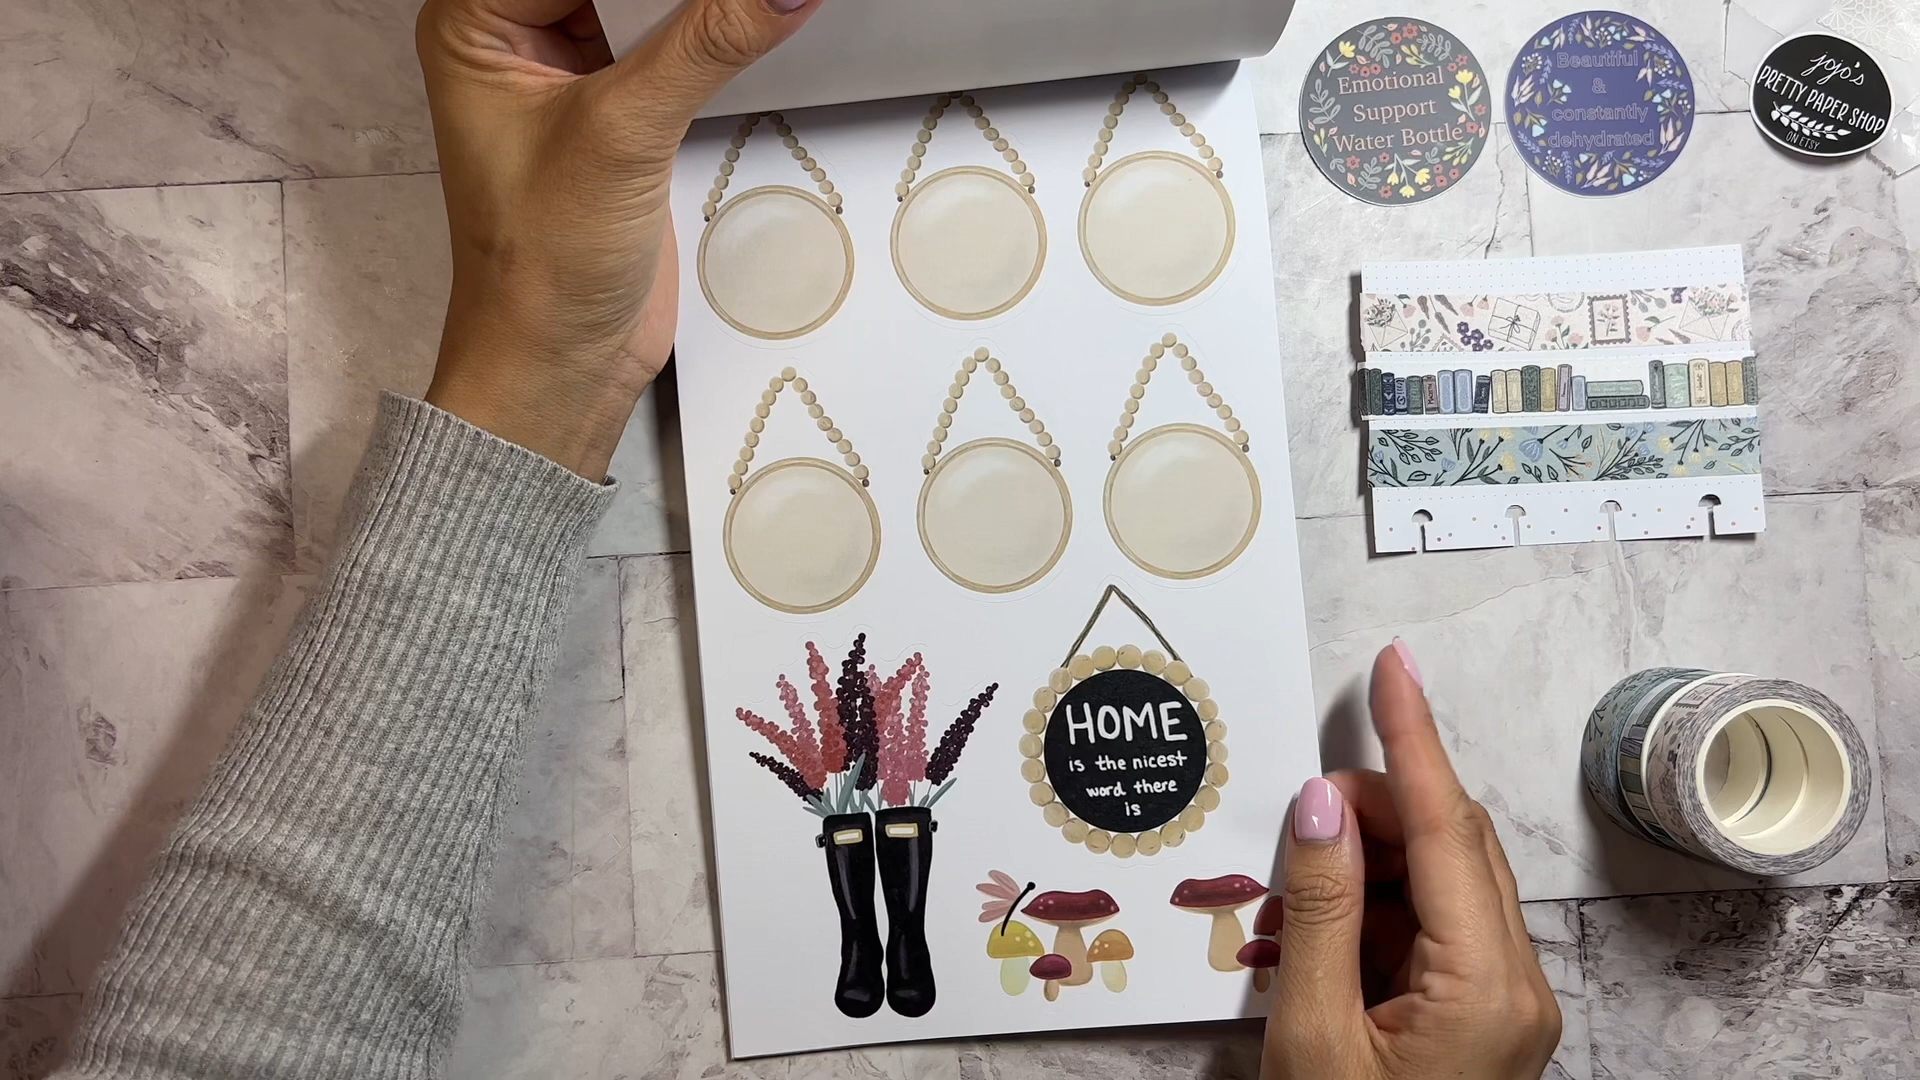 Emotional
Support
Water Bottle
Beautiful
&
constantly
dehydrated
jojo's
PRETTY PAPER SHOP
ON ETSY
HOME
is the nicest
word there
is